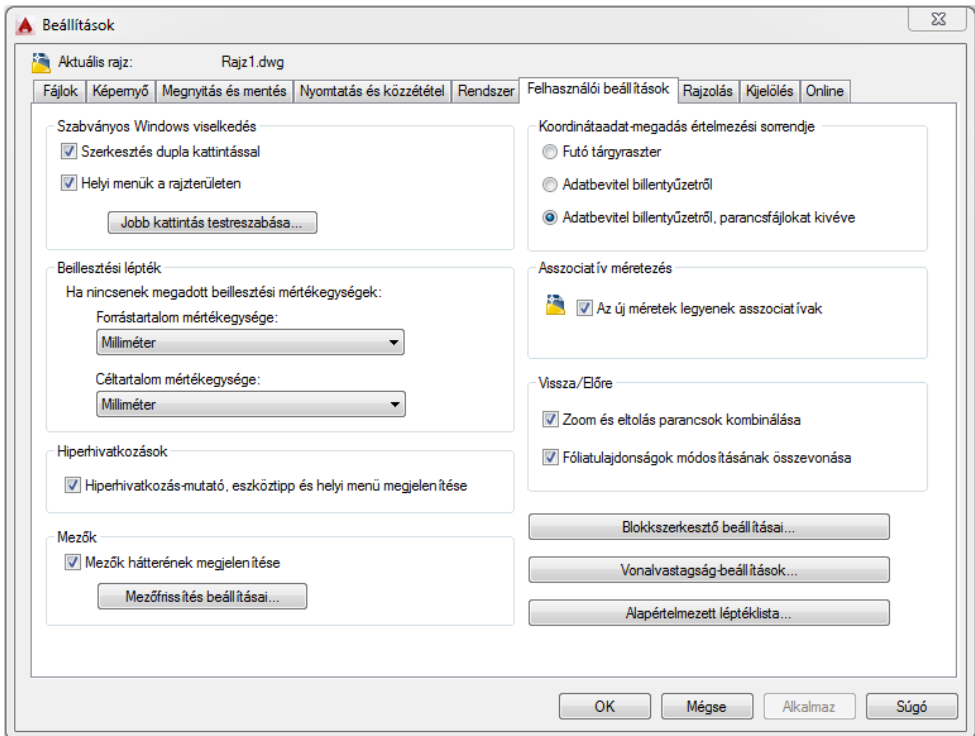 Beállítások
Aktuális rajz: Rajz1.dwg
Fájlok Képernyő Megnyitás és mentés Nyomtatás és közzététel Rendszer Felhasználói beállítások Rajzolás Kijelölés Online
Szabványos Windows viselkedés
Szerkesztés dupla kattintással
Helyi menük a rajzterületen
Jobb kattintás testreszabása...
Beillesztési lépték
Ha nincsenek megadott beillesztési mértékegységek:
Forrástartalom mértékegysége:
Milliméter
Céltartalom mértékegysége:
Milliméter
Hiperhivatkozások
Hiperhivatkozás-mutató, eszköztipp és helyi menü megjelenítése
Mezők
Mezők hátterének megjelenítése
Mezőfrissítés beállításai...
Koordinátaadat-megadás értelmezési sorrendje
Futó tárgyraszter
Adatbevitel billentyűzetről
Adatbevitel billentyűzetről, parancsfájlokat kivéve
Asszociatív méretezés
Az új méretek legyenek asszociatívak
Vissza/Előre
Zoom és eltolás parancsok kombinálása
Fóliatulajdonságok módosításának összevonása
Blokkszerkesztő beállításai...
Vonalvastagság-beállítások...
Alapértelmezett léptéklista...
OK Mégse Alkalmaz Súgó